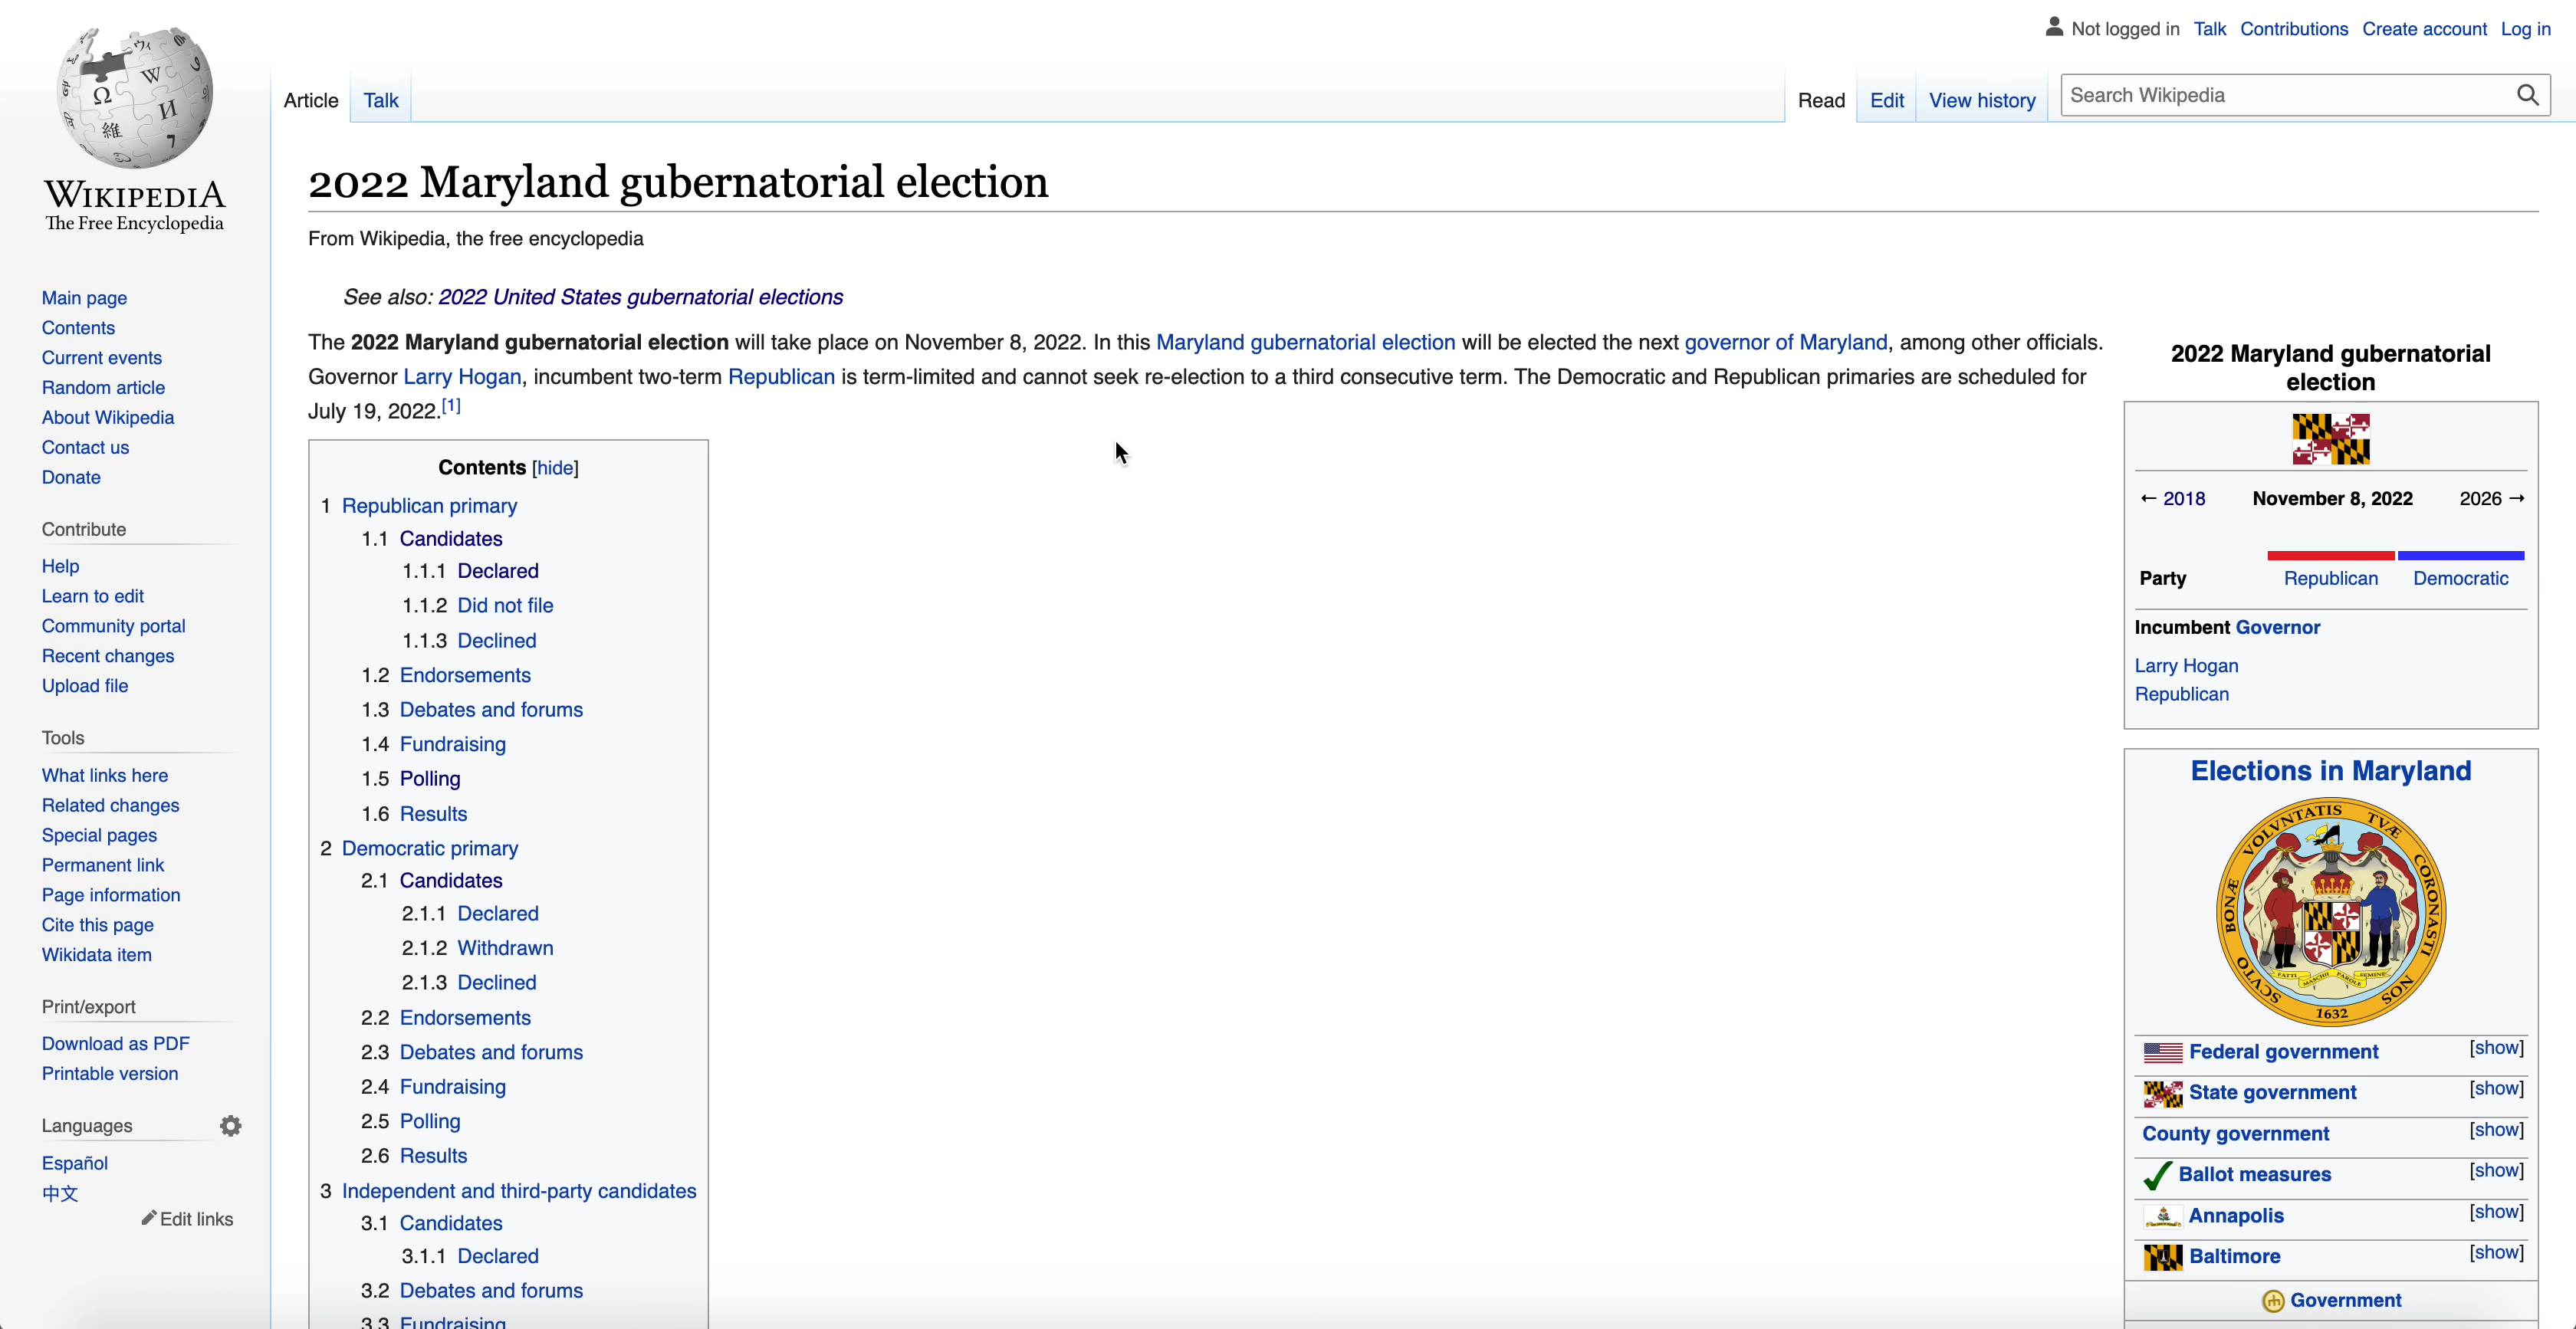 Not logged in Talk Contributions Create account Log in
Article Talk Read Edit View history Search Wikipedia
WIKIPEDIA
The Free Encyclopedia
Main page
Contents
Current events
Random article
About Wikipedia
Contact us
Donate
Contribute
Help
Learn to edit
Community portal
Recent changes
Upload file
Tools
What links here
Related changes
Special pages
Permanent link
Page information
Cite this page
Wikidata item
Print/export
Download as PDF
Printable version
Languages
Español
中文
Edit links
2022 Maryland gubernatorial election
From Wikipedia, the free encyclopedia
See also: 2022 United States gubernatorial elections
The 2022 Maryland gubernatorial election will take place on November 8, 2022. In this Maryland gubernatorial election will be elected the next governor of Maryland, among other officials.
Governor Larry Hogan, incumbent two-term Republican is term-limited and cannot seek re-election to a third consecutive term. The Democratic and Republican primaries are scheduled for
July 19, 2022.[1]
Contents [hide]
1 Republican primary
1.1 Candidates
1.1.1 Declared
1.1.2 Did not file
1.1.3 Declined
1.2 Endorsements
1.3 Debates and forums
1.4 Fundraising
1.5 Polling
1.6 Results
2 Democratic primary
2.1 Candidates
2.1.1 Declared
2.1.2 Withdrawn
2.1.3 Declined
2.2 Endorsements
2.3 Debates and forums
2.4 Fundraising
2.5 Polling
2.6 Results
3 Independent and third-party candidates
3.1 Candidates
3.1.1 Declared
3.2 Debates and forums
3.3 Fundraising
2022 Maryland gubernatorial
election
← 2018 November 8, 2022 2026 →
Party Republican Democratic
Incumbent Governor
Larry Hogan
Republican
Elections in Maryland
SCVTO BONÆ VOLVNTATIS TVÆ CORONASTI NOS
FATTI MASCHII PAROLE FEMINE
1632
Federal government [show]
State government [show]
County government [show]
Ballot measures [show]
Annapolis [show]
Baltimore [show]
Government